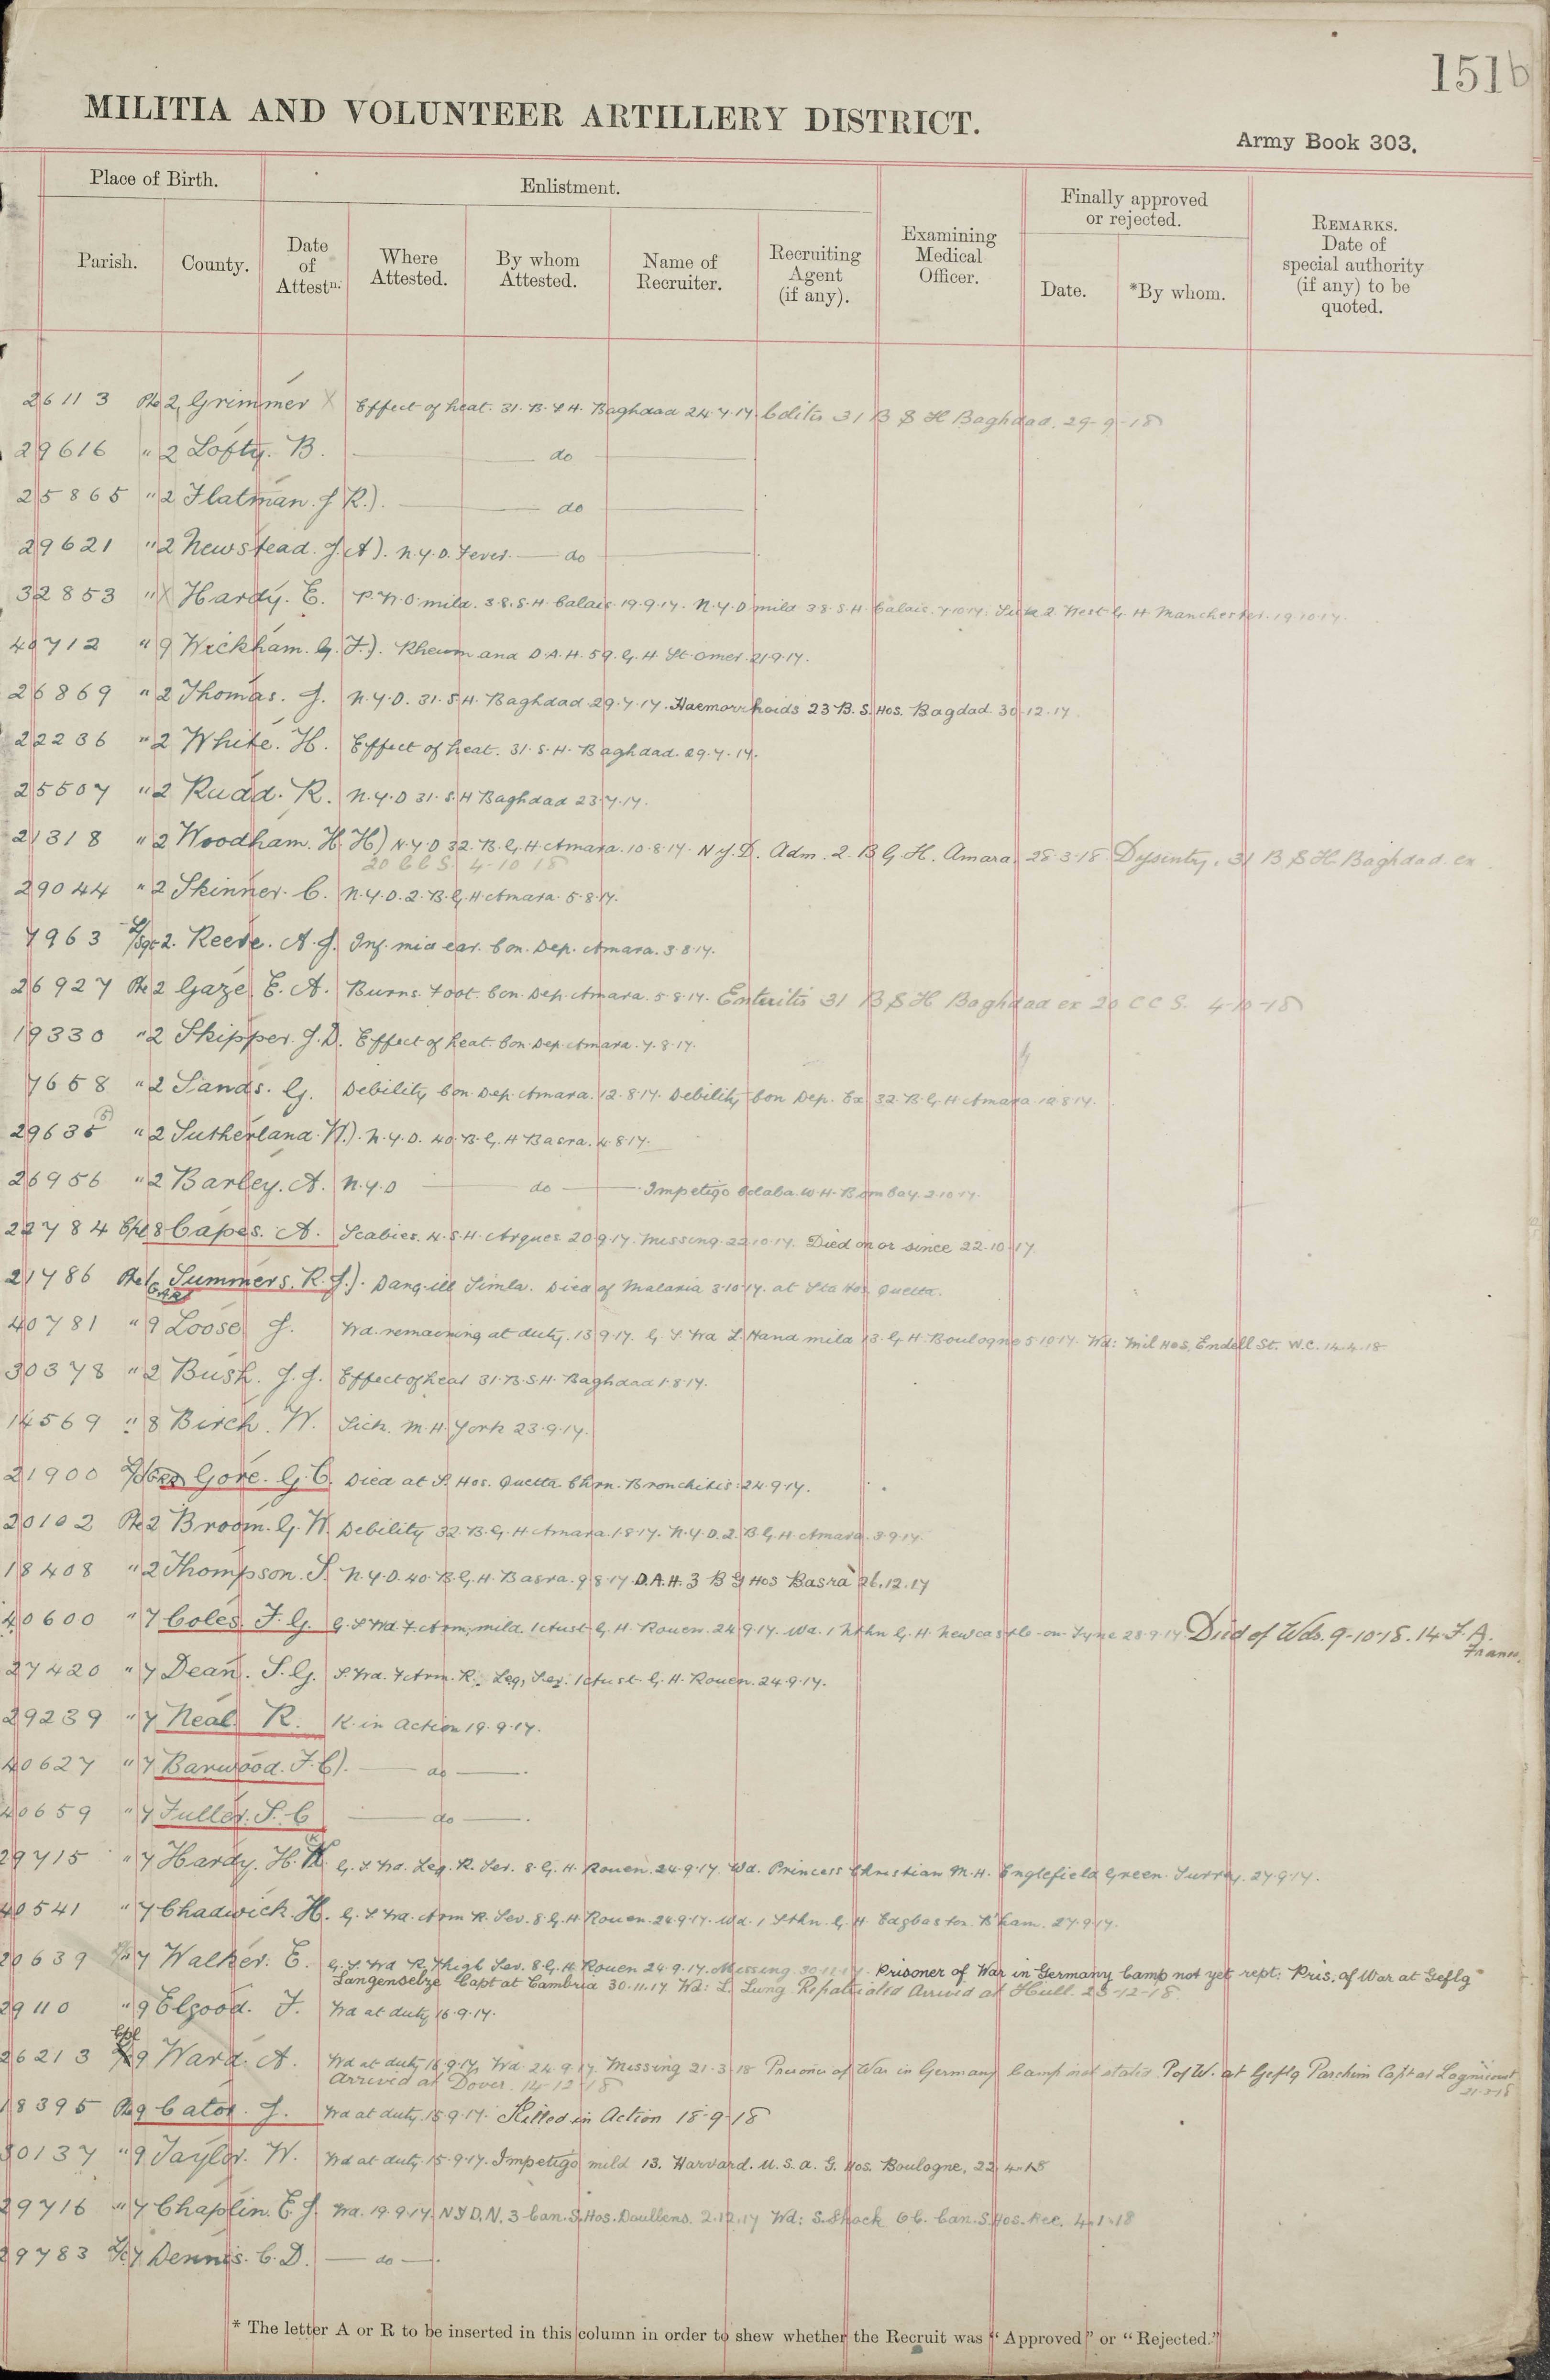 151b
MILITIA AND VOLUNTEER ARTILLERY DISTRICT.
Army Book 303.
Place of Birth.
Enlistment.
Finally approved or rejected.
Parish.
County.
Date of Attestn.
Where Attested.
By whom Attested.
Name of Recruiter.
Recruiting Agent (if any).
Examining Medical Officer.
Date.
*By whom.
REMARKS. Date of special authority (if any) to be quoted.
26113 Pte 2 Grimmer X Effect of heat. 31. B. S H. Baghdad 24.7.17. Colitis 31 B S H Baghdad. 29-9-18
29616 " 2 Lofty. B. do
25865 " 2 Flatman. J R.). do
29621 " 2 Newstead. J. A). N.Y.D. Fever. do
32853 " X Hardy. E. P.N.O. mild. 38. S. H. Calais. 19.9.17. N.Y.D mild 38. S. H. Calais. 7.10.17. Sick 2. West G. H. Manchester. 19.10.17.
40712 " 9 Wickham. G. F.). Rheum and D.A.H. 59. G. H St. Omer. 21.9.17.
26869 " 2 Thomas. J. N.Y.D. 31. S. H. Baghdad 29.7.17. Haemorrhoids 23 B. S. Hos. Bagdad. 30.12.17.
22236 " 2 White. H. Effect of heat. 31. S. H. Baghdad. 29.7.17.
25507 " 2 Rudd. R. N.Y.D 31. S. H Baghdad 23.7.17.
21318 " 2 Woodham. H. H) N.Y.D 32. B. G. H. Amara. 10.8.17. N Y. D. Adm. 2. B G. H. Amara. 28-3-18 Dysintry. 31 B S H Baghdad. ex
20 C C S. 4-10-18
29044 " 2 Skinner. C. N.Y.D. 2. B. G. H. Amara. 5.8.17.
7963 L/Sgt 2. Reeve. A. J. Inf. mid ear. Con. Dep. Amara. 3.8.17.
26927 Pte 2 Gaze. E. A. Burns. Foot. Con. Dep. Amara. 5.8.17. Enteritis 31 B S H Baghdad ex 20 C C S. 4-10-18
19330 " 2 Skipper. J. D. Effect of heat. Con. Dep. Amara. 7.8.17.
7658 " 2 Sands. G. Debility Con. Dep. Amara. 12.8.17. Debility Con Dep. Ex 32. B. G. H Amara 12.8.17.
29635 " 2 Sutherland. W.). N.Y.D. 40. B. G. H Basra. 4.8.17.
26956 " 2 Barley. A. N.Y.D do Impetigo Colaba. W H. Bombay. 2.10.17.
22784 Cpl 8 Capes. A. Scabies. 4. S. H. Arques 20.9.17. Missing. 22.10.17. Died on or since 22.10.17.
21786 Pte 1 G Summers. R. J.). Dang. ill Simla. Died of Malaria 3.10.17. at Sta Hos. Quetta.
40781 " 9 Loose J. Wd. remaining at duty. 13.9.17. G. S Wd L. Hand mild 13. G. H. Boulogne 5.10.17. Wd: Mil Hos. Endell St. W.C. 14.4.18
30378 " 2 Bush. J. J. Effect of heat 31. B. S. H. Baghdad 1.8.17.
14569 " 8 Birch. W. Sick. M. H. York 23.9.17.
21900 Gore. G. C. Died at S. Hos. Quetta. Chrn. Bronchitis. 24.9.17.
20102 Pte 2 Broom. G. W. Debility 32. B. G. H Amara. 1.8.17. N.Y.D. 2. B. G. H. Amara. 3.9.17.
18408 " 2 Thompson. S. N.Y.D. 40. B. G. H. Basra. 9.8.17. D.A.H. 3 B G Hos Basra 26.12.17
40600 " 7 Coles. F. G. G. S Wd. F. Arm. mild. 1 Aust G. H. Rouen. 24.9.17. Wd. 1 Nthn G. H. Newcastle-on-Tyne 28.9.17. Died of Wds. 9-10-18. 14 F. A. France.
27420 " 7 Dean. S. G. S. Wd. F. Arm. R. Leg, Sev. 1 Aust. G. H. Rouen. 24.9.17.
29239 " 7 Neal. R. K. in Action 19.9.17.
40627 " 7 Barwood. F. C). do
40659 " 7 Fuller. S. C do
29715 " 7 Hardy. H. (K) G. S Wd. Leg. R. Sev. 8. G. H. Rouen. 24.9.17. Wd. Princess Christian M. H. Englefield Green. Surrey. 27.9.17.
40541 " 7 Chadwick. H. G. S. Wd. Arm R. Sev. 8 G. H. Rouen. 24.9.17. Wd. 1 Sthn. G. H. Edgbaston. B'ham. 27.9.17.
20639 7 Walker. E. G. S. Wd R. Thigh Sev. 8 G. H. Rouen 24.9.17. Missing 30.11.17. Prisoner of War in Germany Camp not yet rept. Pris. of War at Geflg
Langensalze Capt at Cambria 30.11.17 Wd: L. Lung. Repatriated Arrived at Hull. 23-12-18.
29110 " 9 Elgood. F. Wd at duty 16.9.17.
26213 Cpl 9 Ward. A. Wd at duty 16.9.17. Wd. 24.9.17. Missing 21-3-18 Prisoner of War in Germany Camp not stated. P of W. at Geflg Parchim Capt at Lagnicourt 21-3-18
Arrived at Dover. 14-12-18
18395 Pte 9 Cator. J. Wd at duty. 15.9.17. Killed in Action 18-9-18
30137 " 9 Taylor. W. Wd at duty. 15.9.17. Impetigo mild 13. Harvard. U. S. A. G. Hos. Boulogne. 22.4.18
29716 " 7 Chaplin. E. J. Wd. 19.9.17. N Y D. N. 3 Can. S. Hos. Doullens. 2.12.17 Wd: S. Shock 6 C. Can. S. Hos. Rec. 4.1.18
29783 7 Dennis. C. D. do
* The letter A or R to be inserted in this column in order to shew whether the Recruit was "Approved" or "Rejected."